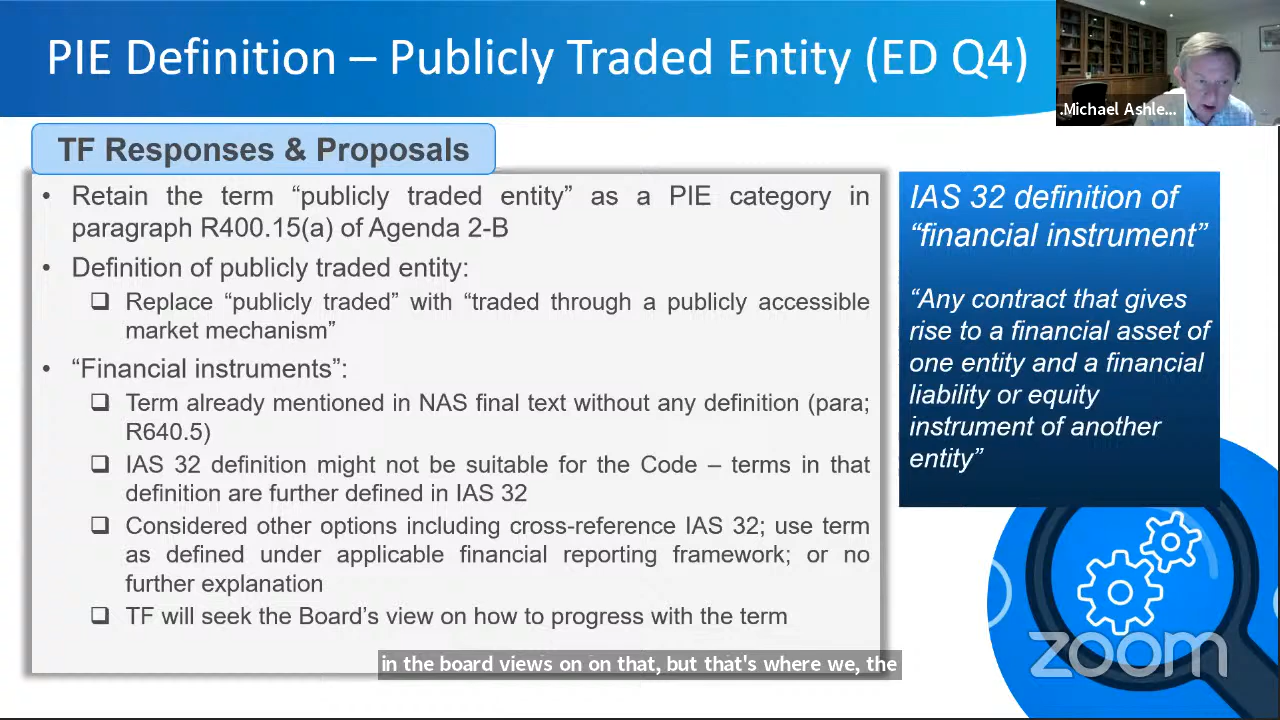 PIE Definition – Publicly Traded Entity (ED Q4)
.Michael Ashle...
TF Responses & Proposals
• Retain the term “publicly traded entity” as a PIE category in
paragraph R400.15(a) of Agenda 2-B
• Definition of publicly traded entity:
❑ Replace “publicly traded” with “traded through a publicly accessible
market mechanism”
• “Financial instruments”:
❑ Term already mentioned in NAS final text without any definition (para;
R640.5)
❑ IAS 32 definition might not be suitable for the Code – terms in that
definition are further defined in IAS 32
❑ Considered other options including cross-reference IAS 32; use term
as defined under applicable financial reporting framework; or no
further explanation
❑ TF will seek the Board’s view on how to progress with the term
IAS 32 definition of
“financial instrument”
“Any contract that gives
rise to a financial asset of
one entity and a financial
liability or equity
instrument of another
entity”
in the board views on on that, but that's where we, the
zoom